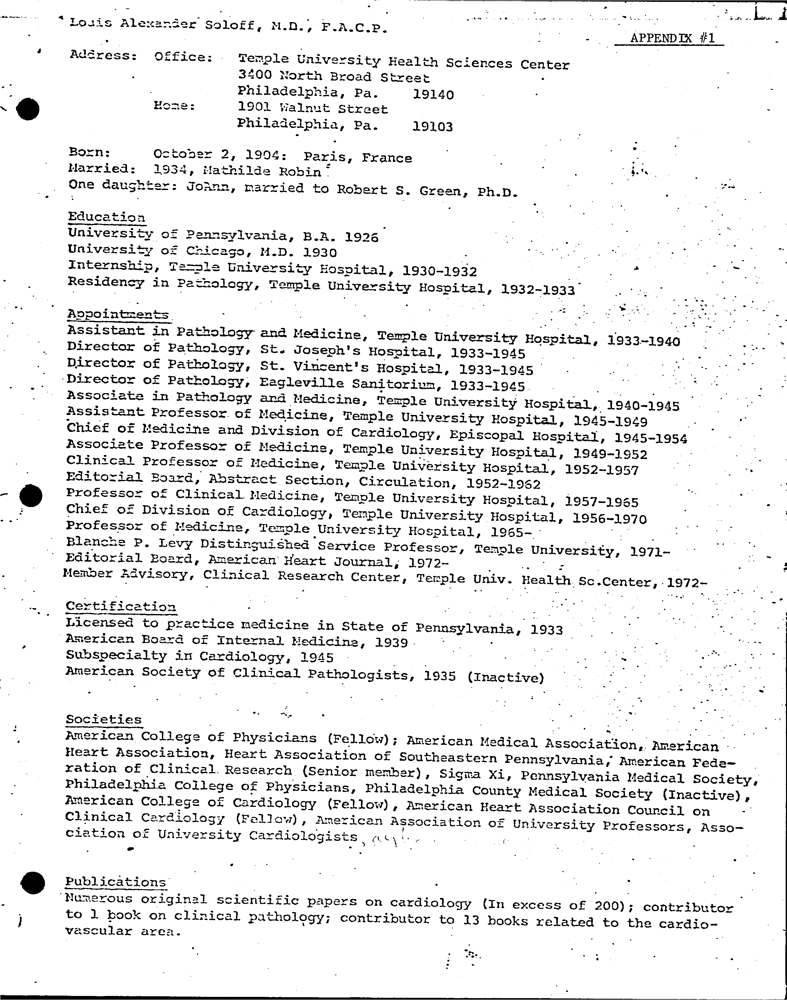 Louis Alexander Soloff, M.D., F.A.C.P.
APPENDIX #1
Address: Office: Temple University Health Sciences Center
3400 North Broad Street
Philadelphia, Pa. 19140
Home: 1901 Walnut Street
Philadelphia, Pa. 19103
Born: October 2, 1904: Paris, France
Married: 1934, Mathilde Robin
One daughter: JoAnn, married to Robert S. Green, Ph.D.
Education
University of Pennsylvania, B.A. 1926
University of Chicago, M.D. 1930
Internship, Temple University Hospital, 1930-1932
Residency in Pathology, Temple University Hospital, 1932-1933
Appointments
Assistant in Pathology and Medicine, Temple University Hospital, 1933-1940
Director of Pathology, St. Joseph's Hospital, 1933-1945
Director of Pathology, St. Vincent's Hospital, 1933-1945
Director of Pathology, Eagleville Sanitorium, 1933-1945
Associate in Pathology and Medicine, Temple University Hospital, 1940-1945
Assistant Professor of Medicine, Temple University Hospital, 1945-1949
Chief of Medicine and Division of Cardiology, Episcopal Hospital, 1945-1954
Associate Professor of Medicine, Temple University Hospital, 1949-1952
Clinical Professor of Medicine, Temple University Hospital, 1952-1957
Editorial Board, Abstract Section, Circulation, 1952-1962
Professor of Clinical Medicine, Temple University Hospital, 1957-1965
Chief of Division of Cardiology, Temple University Hospital, 1956-1970
Professor of Medicine, Temple University Hospital, 1965-
Blanche P. Levy Distinguished Service Professor, Temple University, 1971-
Editorial Board, American Heart Journal, 1972-
Member Advisory, Clinical Research Center, Temple Univ. Health Sc.Center, 1972-
Certification
Licensed to practice medicine in State of Pennsylvania, 1933
American Board of Internal Medicine, 1939
Subspecialty in Cardiology, 1945
American Society of Clinical Pathologists, 1935 (Inactive)
Societies
American College of Physicians (Fellow); American Medical Association, American
Heart Association, Heart Association of Southeastern Pennsylvania, American Fede-
ration of Clinical Research (Senior member), Sigma Xi, Pennsylvania Medical Society,
Philadelphia College of Physicians, Philadelphia County Medical Society (Inactive),
American College of Cardiology (Fellow), American Heart Association Council on
Clinical Cardiology (Fellow), American Association of University Professors, Asso-
ciation of University Cardiologists,
Publications
Numerous original scientific papers on cardiology (In excess of 200); contributor
to 1 book on clinical pathology; contributor to 13 books related to the cardio-
vascular area.